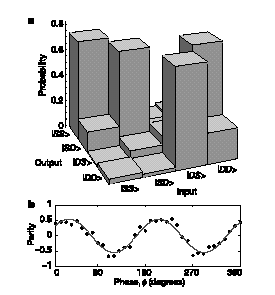 a
0.8
0.6
0.4
0.2
0
Probability
|SS>
|SD>
|DS>
|DD>
Output
|SS>
|SD>
|DS>
|DD>
Input
b
1
0.5
0
−0.5
−1
Parity
0 90 180 270 360
Phase, ϕ (degrees)